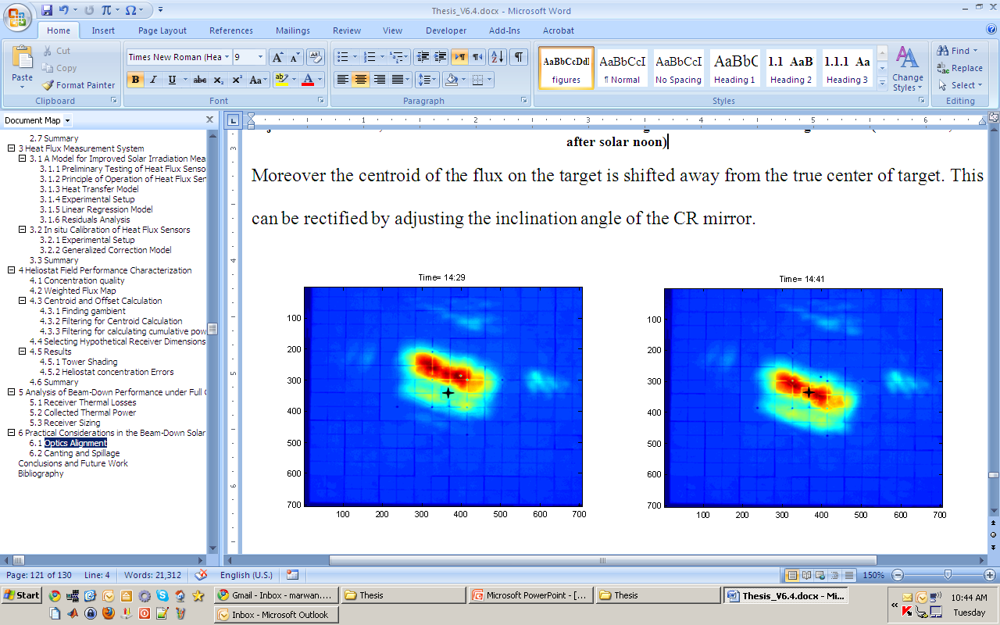 Thesis_V6.4.docx - Microsoft Word
Home Insert Page Layout References Mailings Review View Developer Add-Ins Acrobat
Paste
Cut
Copy
Format Painter
Clipboard
Times New Roman (Hea 9
Font
Paragraph
AaBbCcDdI AaBbCcI AaBbCcI AaBbC 1.1 AaB 1.1.1 Aa
figures ¶ Normal No Spacing Heading 1 Heading 2 Heading 3
Change Styles
Styles
Find
Replace
Select
Editing
Document Map
2.7 Summary
3 Heat Flux Measurement System
3.1 A Model for Improved Solar Irradiation Mea
3.1.1 Preliminary Testing of Heat Flux Senso
3.1.2 Principle of Operation of Heat Flux Sen
3.1.3 Heat Transfer Model
3.1.4 Experimental Setup
3.1.5 Linear Regression Model
3.1.6 Residuals Analysis
3.2 In situ Calibration of Heat Flux Sensors
3.2.1 Experimental Setup
3.2.2 Generalized Correction Model
3.3 Summary
4 Heliostat Field Performance Characterization
4.1 Concentration quality
4.2 Weighted Flux Map
4.3 Centroid and Offset Calculation
4.3.1 Finding gambient
4.3.2 Filtering for Centroid Calculation
4.3.3 Filtering for calculating cumulative pow
4.4 Selecting Hypothetical Receiver Dimensions
4.5 Results
4.5.1 Tower Shading
4.5.2 Heliostat concentration Errors
4.6 Summary
5 Analysis of Beam-Down Performance under Full C
5.1 Receiver Thermal Losses
5.2 Collected Thermal Power
5.3 Receiver Sizing
6 Practical Considerations in the Beam-Down Solar
6.1 Optics Alignment
6.2 Canting and Spillage
Conclusions and Future Work
Bibliography
1 2 3 4 5 6
3
4
5
6
after solar noon)
Moreover the centroid of the flux on the target is shifted away from the true center of target. This
can be rectified by adjusting the inclination angle of the CR mirror.
Time= 14:29
100
200
300
400
500
600
700
100 200 300 400 500 600 700
Time= 14:41
100
200
300
400
500
600
700
100 200 300 400 500 600 700
Page: 121 of 130 Line: 4 Words: 21,312 English (U.S.) 150%
Start Gmail - Inbox - marwan.... Thesis Microsoft PowerPoint - [... Thesis Thesis_V6.4.docx - Mi...
Inbox - Microsoft Outlook
10:44 AM
Tuesday